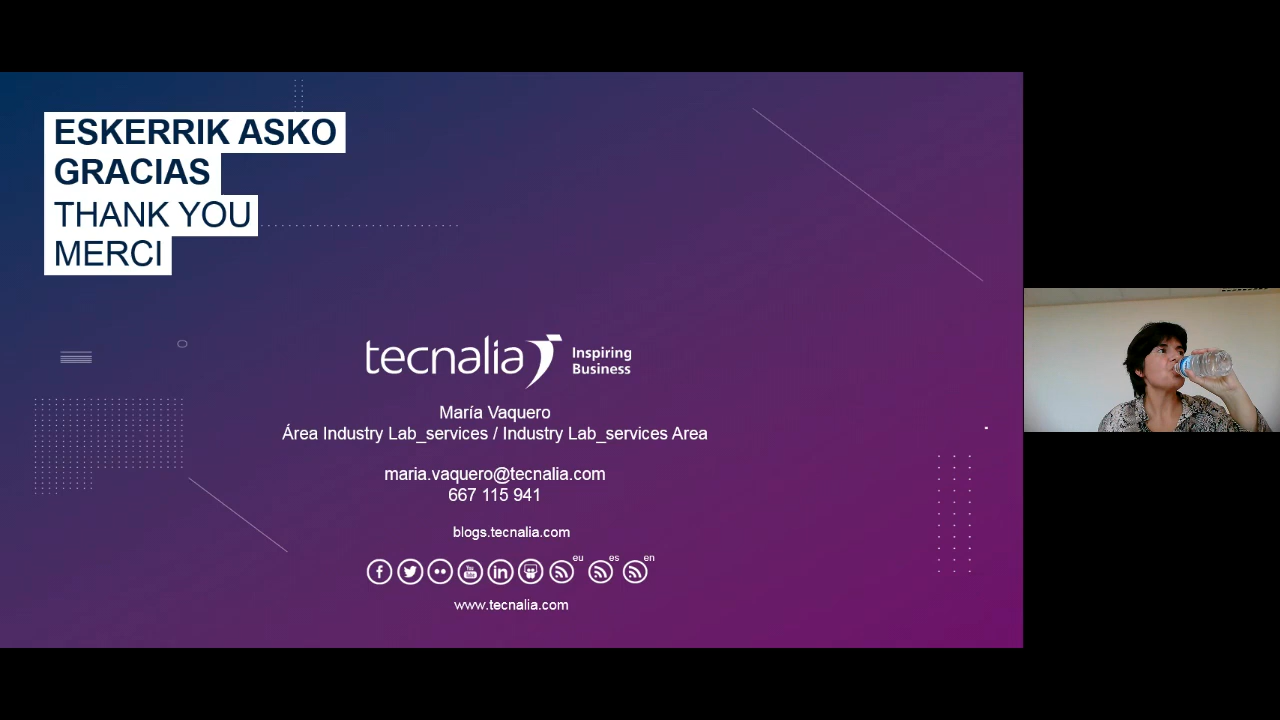 ESKERRIK ASKO
GRACIAS
THANK YOU
MERCI
tecnalia Inspiring Business
María Vaquero
Área Industry Lab_services / Industry Lab_services Area
maria.vaquero@tecnalia.com
667 115 941
blogs.tecnalia.com
eu es en
www.tecnalia.com